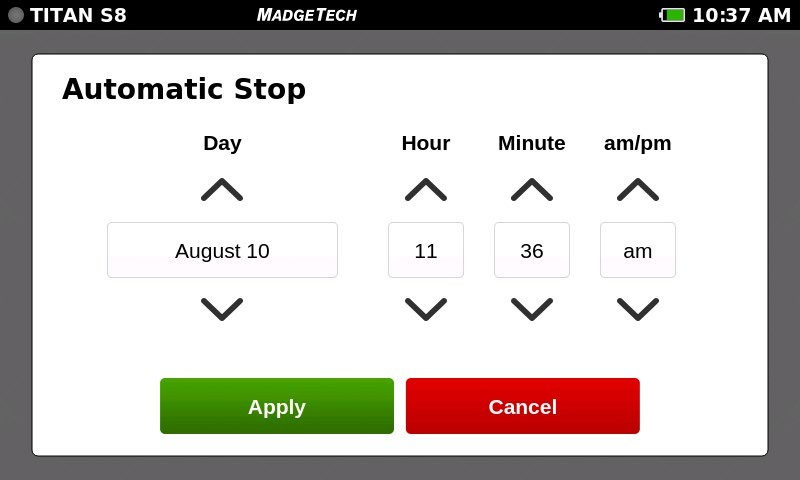 TITAN S8 MADGETECH 10:37 AM
Automatic Stop
Day Hour Minute am/pm
August 10 11 36 am
Apply Cancel